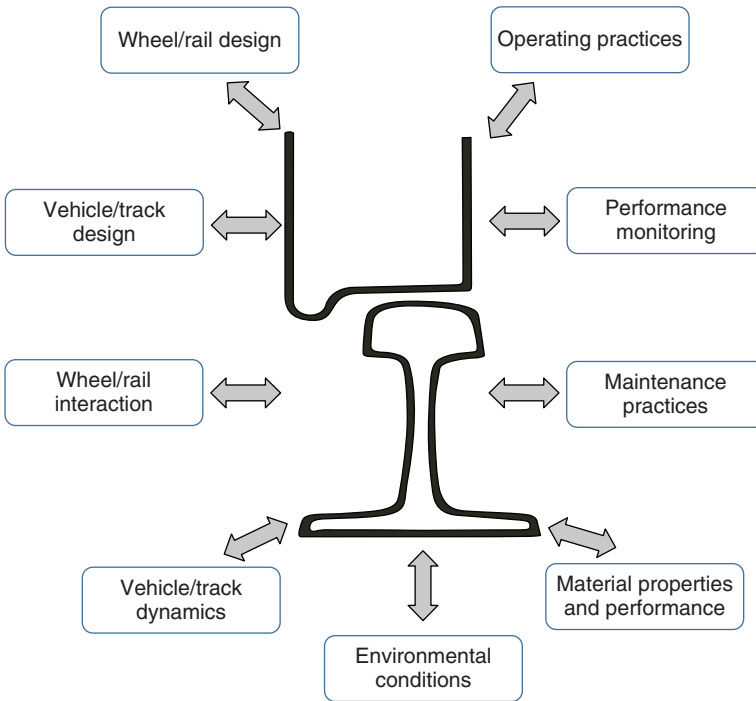 Wheel/rail design
Operating practices
Vehicle/track
design
Performance
monitoring
Wheel/rail
interaction
Maintenance
practices
Vehicle/track
dynamics
Material properties
and performance
Environmental
conditions